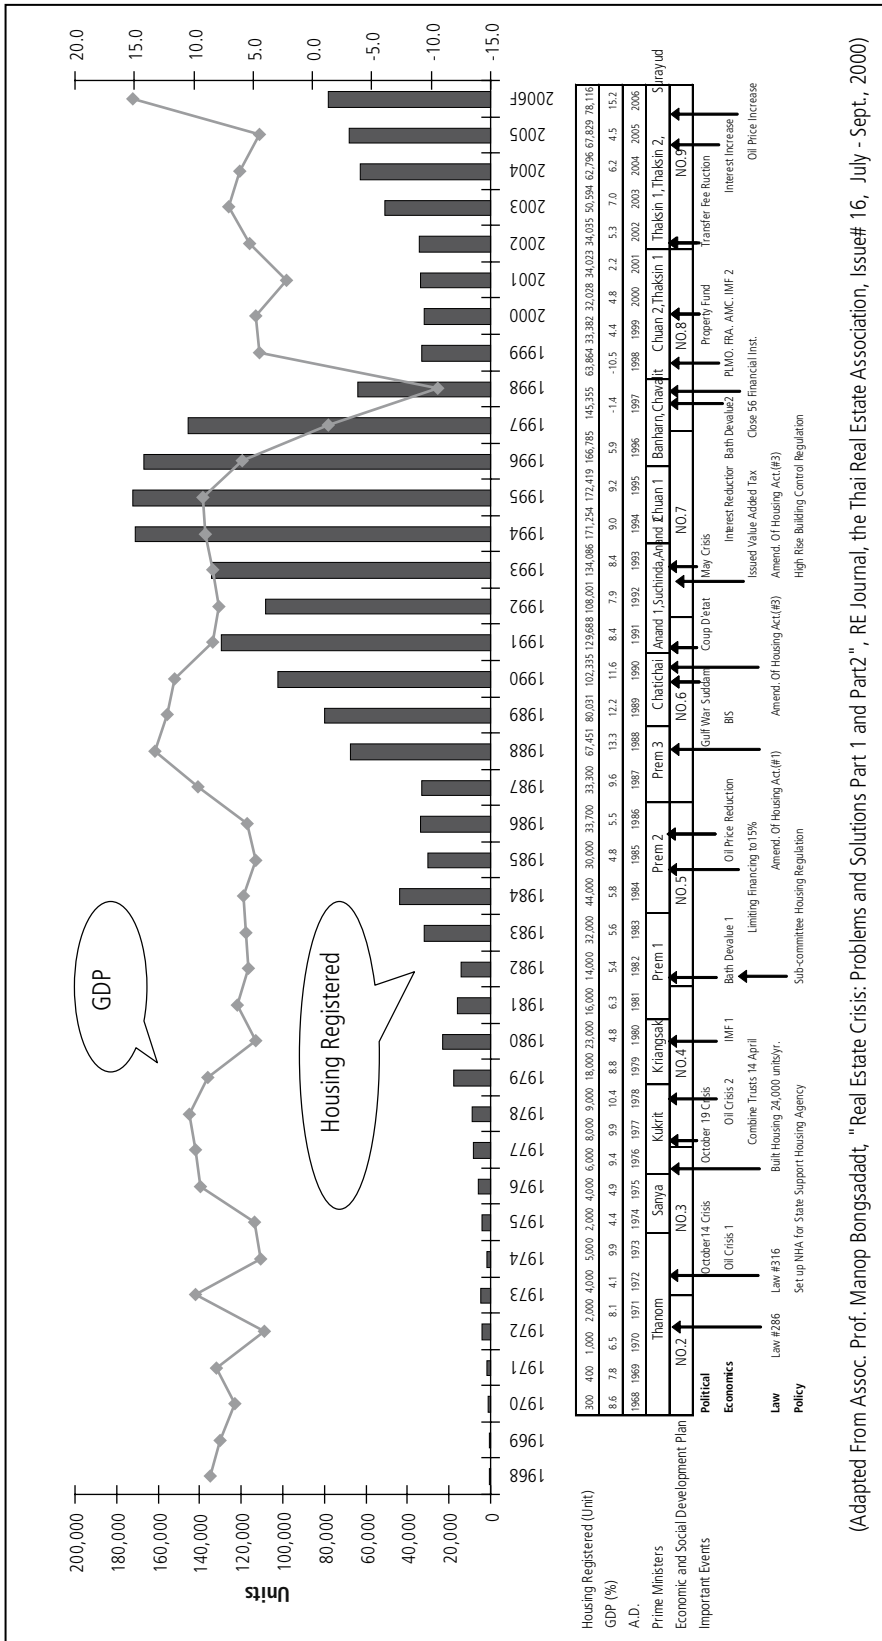 20.0 15.0 10.0 5.0 -0.0 -5.0 -10.0 -15.0
GDP
Housing Registered
200,000
180,000
160,000
140,000
120,000
100,000
80,000
60,000
40,000
20,000
0
Units
1968 1969 1970 1971 1972 1973 1974 1975 1976 1977 1978 1979 1980 1981 1982 1983 1984 1985 1986 1987 1988 1989 1990 1991 1992 1993 1994 1995 1996 1997 1998 1999 2000 2001 2002 2003 2004 2005 2006F
Housing Registered (Unit) 300 400 1,000 2,000 4,000 5,000 2,000 4,000 6,000 8,000 9,000 18,000 23,000 16,000 14,000 32,000 44,000 30,000 33,700 33,300 67,451 80,031 102,335 129,688 108,001 134,086 171,254 172,419 166,785 145,355 63,864 33,382 32,028 34,023 34,035 50,594 62,796 67,829 78,116
GDP (%) 8.6 7.8 6.5 8.1 4.1 9.9 4.4 4.9 9.4 9.9 10.4 8.8 4.8 6.3 5.4 5.6 5.8 4.8 5.5 9.6 13.3 12.2 11.6 8.4 7.9 8.4 9.0 9.2 5.9 -1.4 -10.5 4.4 4.8 2.2 5.3 7.0 6.2 4.5 15.2
A.D. 1968 1969 1970 1971 1972 1973 1974 1975 1976 1977 1978 1979 1980 1981 1982 1983 1984 1985 1986 1987 1988 1989 1990 1991 1992 1993 1994 1995 1996 1997 1998 1999 2000 2001 2002 2003 2004 2005 2006
Prime Ministers Thanom Sanya Kukrit Kriangsak Prem 1 Prem 2 Prem 3 Chatichai Anand 1,Suchinda,Anand 2 Chuan 1 Banharn,Chavalit Chuan 2,Thaksin 1 Thaksin 1,Thaksin 2, Surayud
Economic and Social Development Plan NO.2 NO.3 NO.4 NO.5 NO.6 NO.7 NO.8 NO.9
Important Events Political October14 Crisis October 19 Crisis Gulf War Suddam Coup D'etat May Crisis Property Fund Transfer Fee Ruction
Economics Oil Crisis 1 Oil Crisis 2 IMF 1 Bath Devalue 1 Oil Price Reduction BIS Interest Reduction Bath Devalue2 PLMO. FRA. AMC. IMF 2 Interest Increase
Combine Trusts 14 April Limiting Financing to15% Issued Value Added Tax Close 56 Financial Inst. Oil Price Increase
Law Law #286 Law #316 Built Housing 24,000 units/yr. Amend. Of Housing Act.(#1) Amend. Of Housing Act.(#3) Amend. Of Housing Act.(#3)
Policy Set up NHA for State Support Housing Agency Sub-committee Housing Regulation High Rise Building Control Regulation
(Adapted From Assoc. Prof. Manop Bongsadadt, "Real Estate Crisis: Problems and Solutions Part 1 and Part2", RE Journal, the Thai Real Estate Association, Issue# 16, July - Sept., 2000)